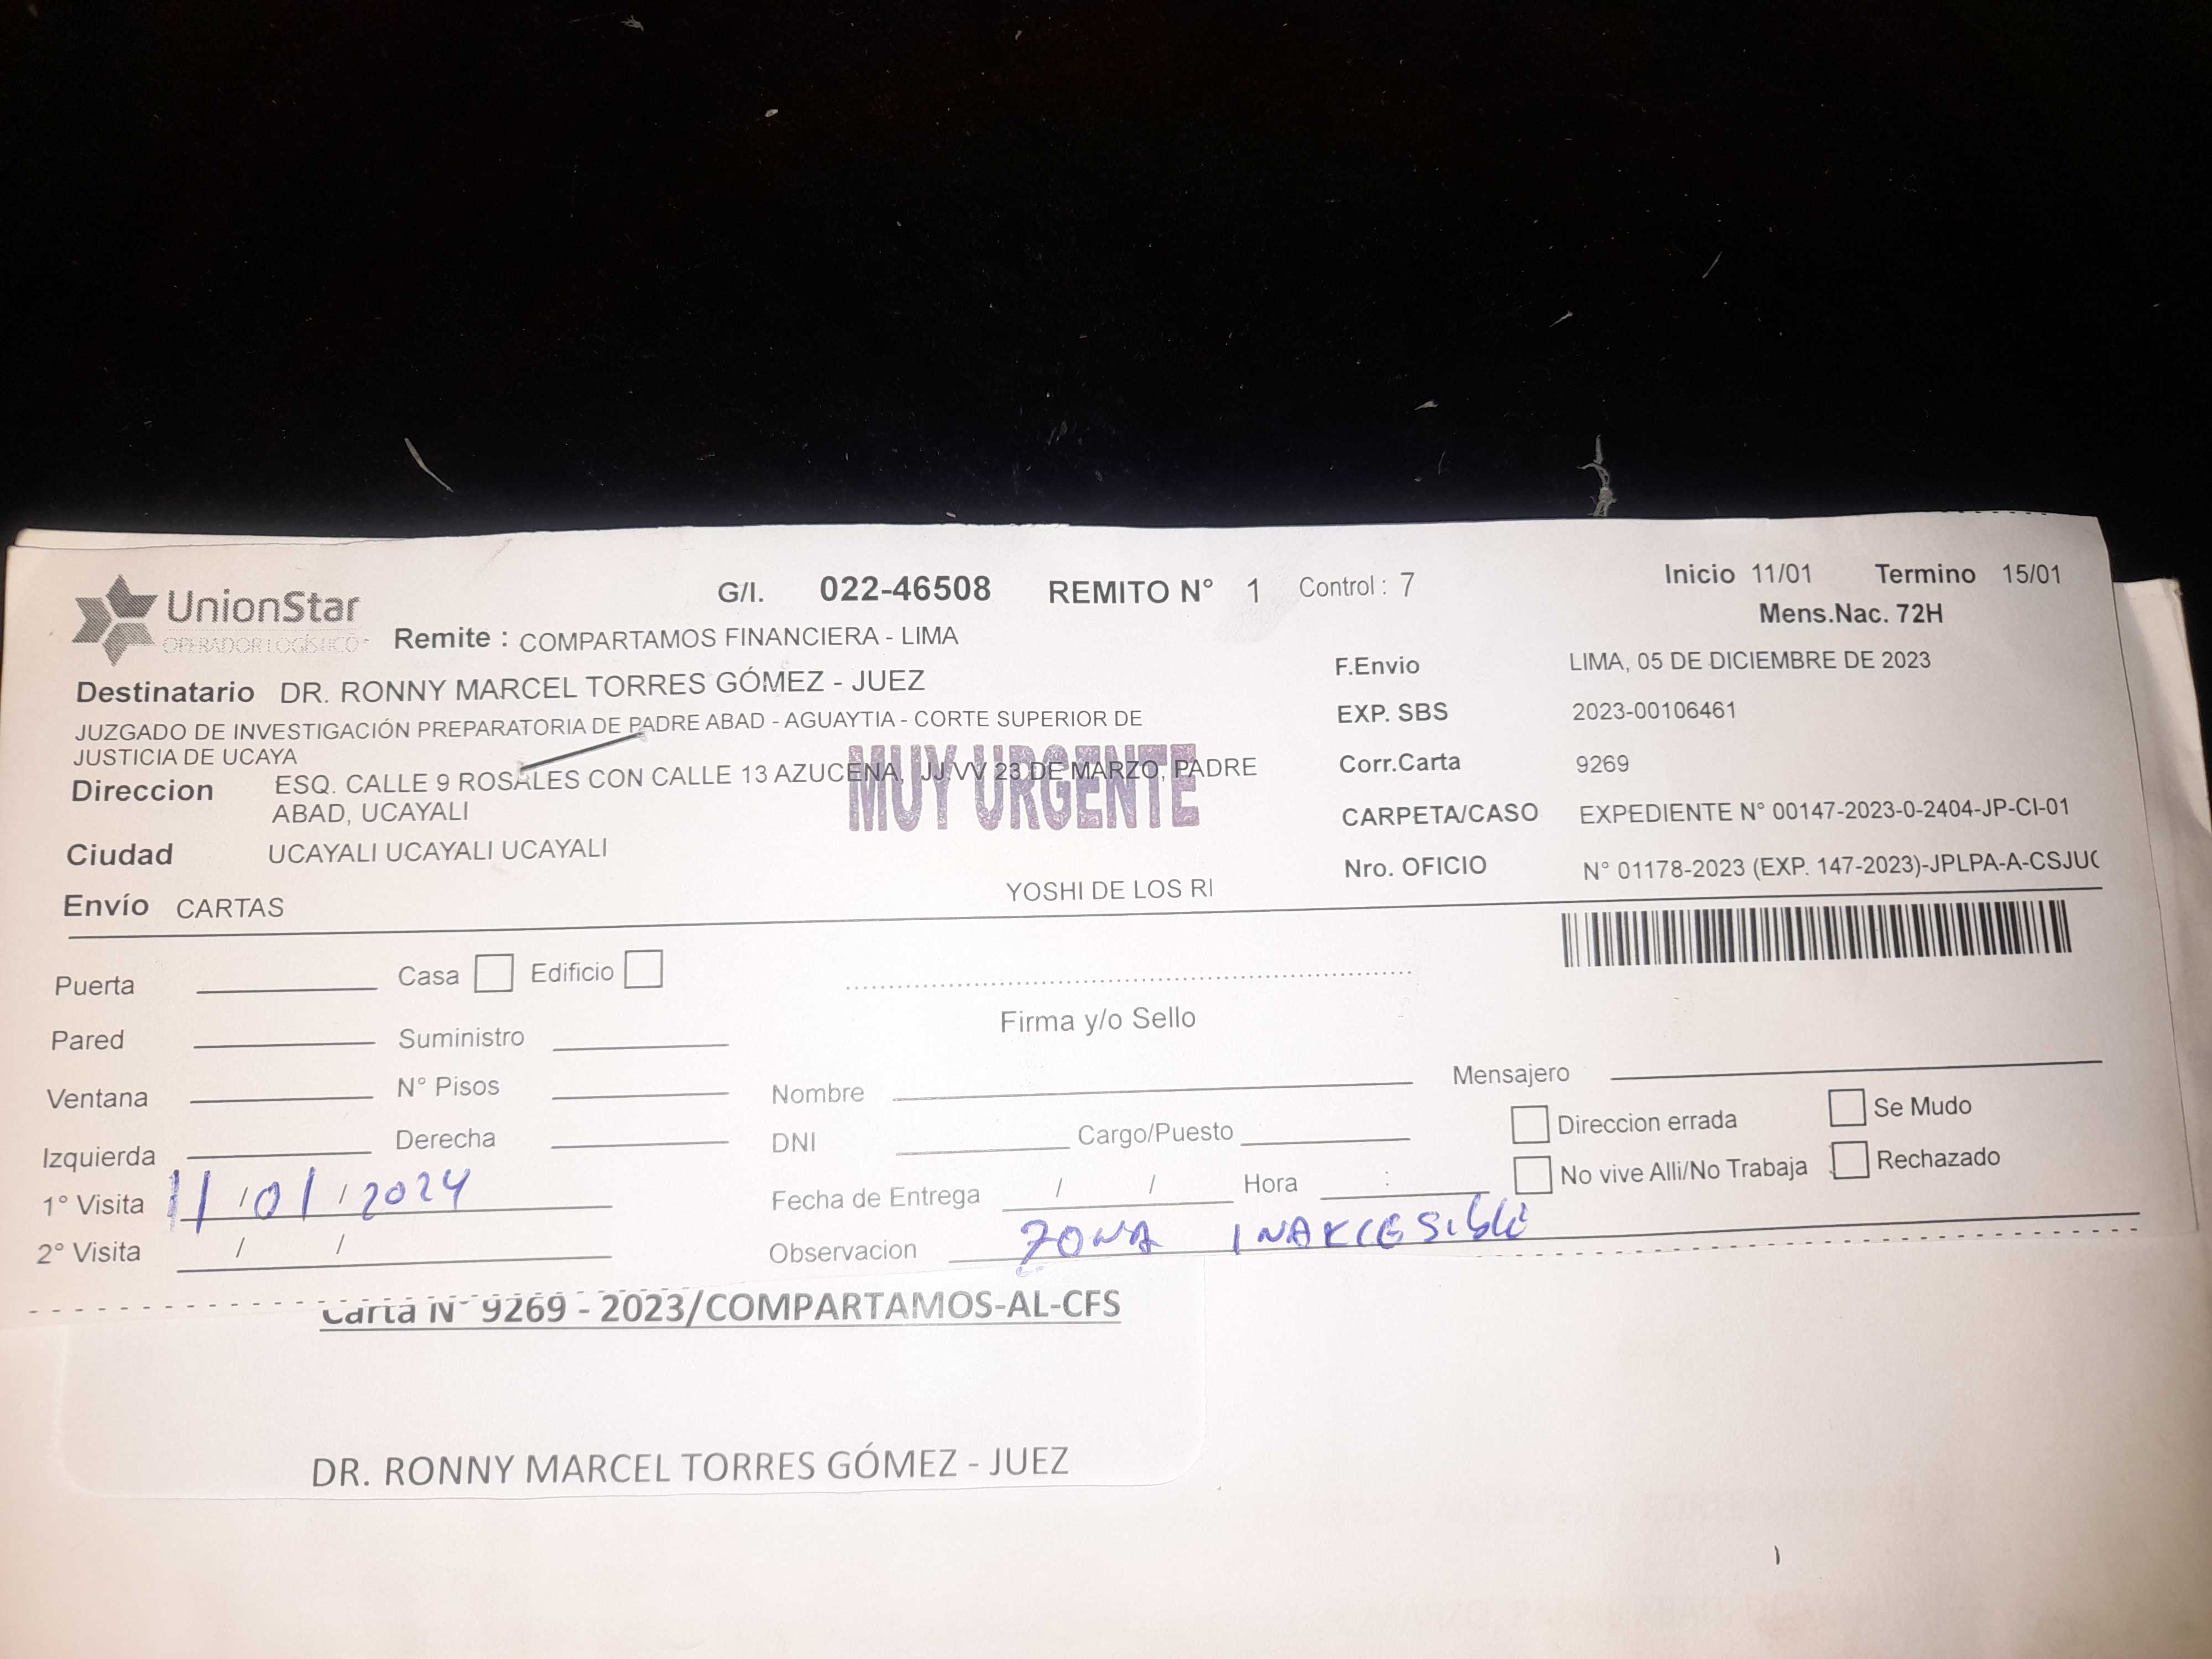 UnionStar
OPERADOR LOGÍSTICO
G/I. 022-46508 REMITO N° 1 Control : 7
Inicio 11/01 Termino 15/01
Mens.Nac. 72H
Remite : COMPARTAMOS FINANCIERA - LIMA
Destinatario DR. RONNY MARCEL TORRES GÓMEZ - JUEZ
JUZGADO DE INVESTIGACIÓN PREPARATORIA DE PADRE ABAD - AGUAYTIA - CORTE SUPERIOR DE
JUSTICIA DE UCAYA
Direccion ESQ. CALLE 9 ROSALES CON CALLE 13 AZUCENA, JJ.VV 23 DE MARZO, PADRE
ABAD, UCAYALI
MUY URGENTE
Ciudad UCAYALI UCAYALI UCAYALI
Envío CARTAS
YOSHI DE LOS RI
F.Envio LIMA, 05 DE DICIEMBRE DE 2023
EXP. SBS 2023-00106461
Corr.Carta 9269
CARPETA/CASO EXPEDIENTE N° 00147-2023-0-2404-JP-CI-01
Nro. OFICIO N° 01178-2023 (EXP. 147-2023)-JPLPA-A-CSJUC
Puerta Casa Edificio
Pared Suministro
Ventana N° Pisos
Izquierda Derecha
1° Visita 11/01/2024
2° Visita / /
Firma y/o Sello
Nombre
DNI Cargo/Puesto
Fecha de Entrega / / Hora :
Observacion ZONA INAKCESIBLE
Mensajero
Direccion errada Se Mudo
No vive Alli/No Trabaja Rechazado
Carta N° 9269 - 2023/COMPARTAMOS-AL-CFS
DR. RONNY MARCEL TORRES GÓMEZ - JUEZ